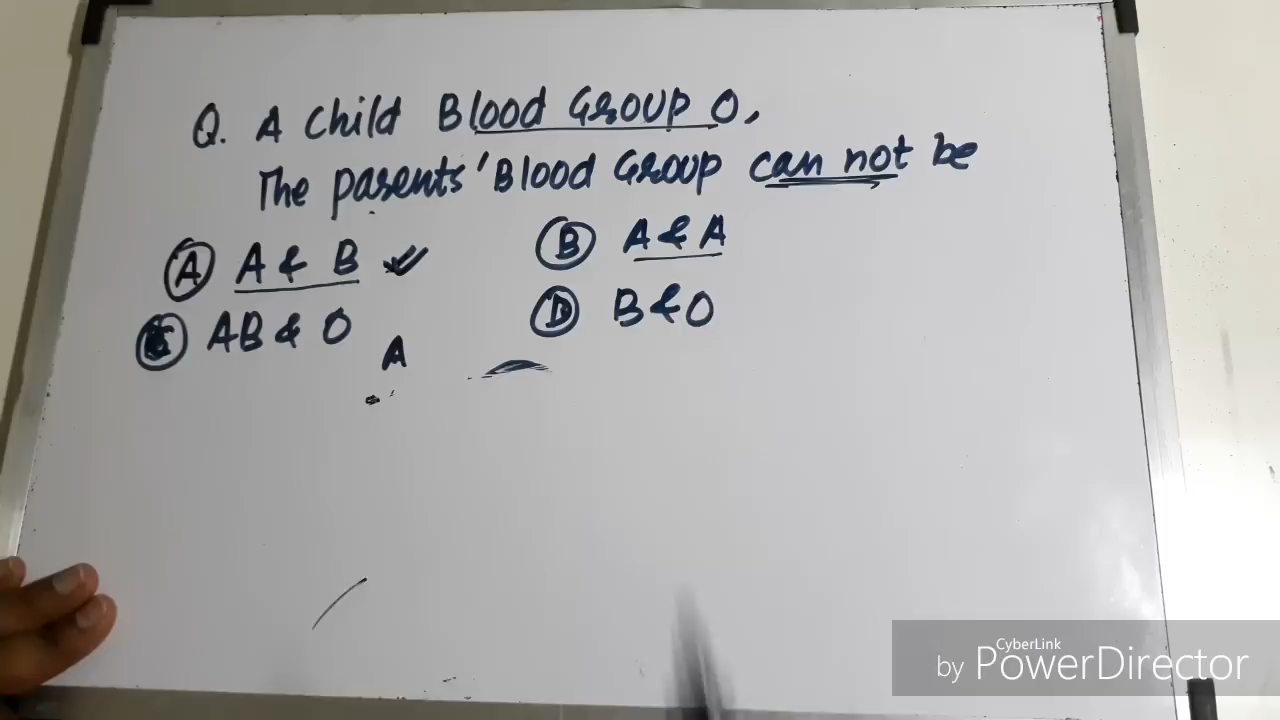 Q. A Child Blood Group O,
The parents' Blood Group can not be
A A & B ✓ B A & A
C AB & O D B & O
A
CyberLink
by PowerDirector